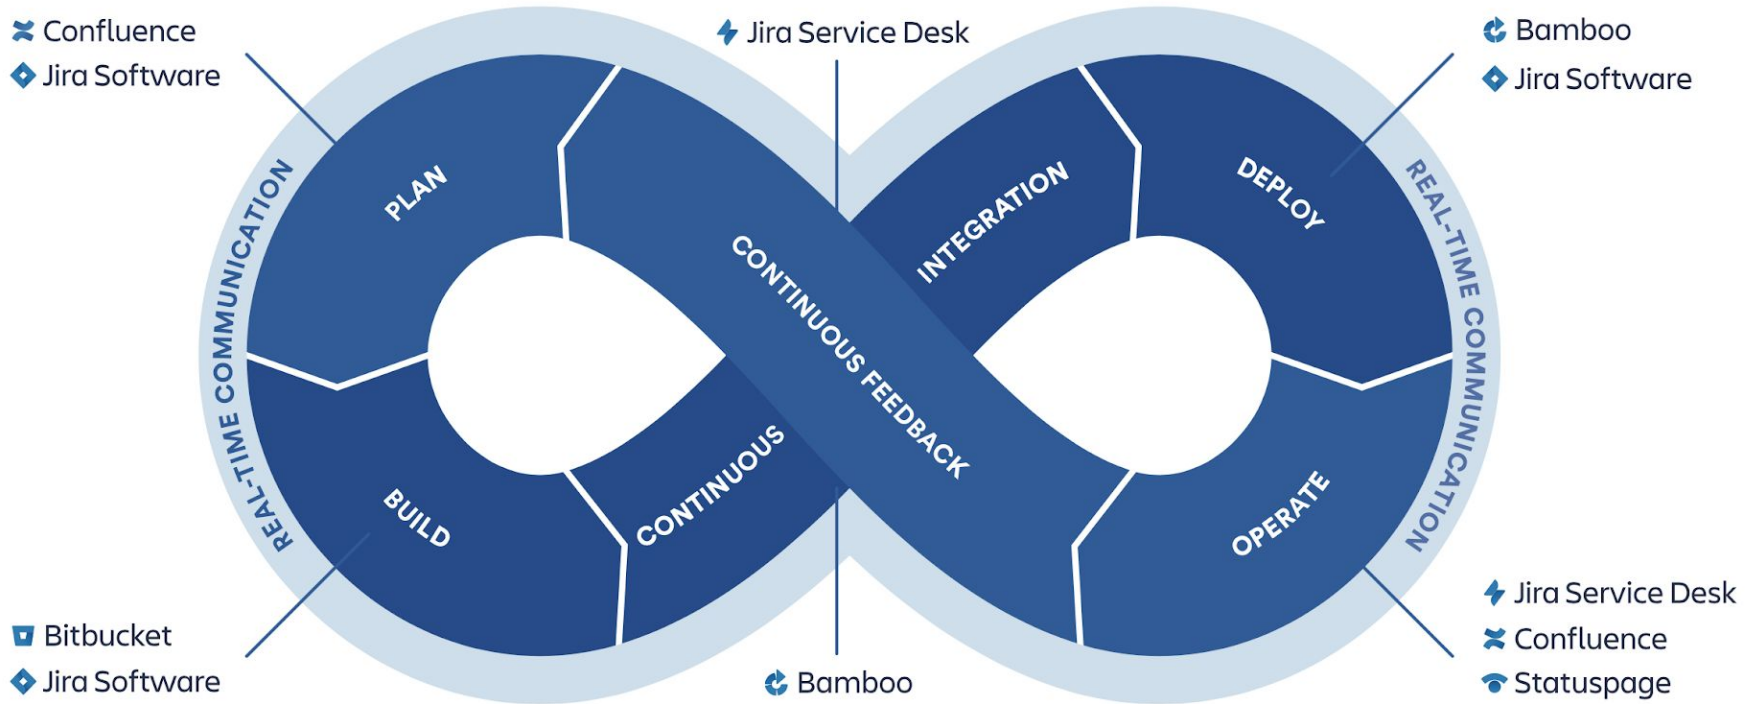 Confluence
Jira Software
Jira Service Desk
Bamboo
Jira Software
REAL-TIME COMMUNICATION
PLAN
CONTINUOUS FEEDBACK
INTEGRATION
DEPLOY
REAL-TIME COMMUNICATION
BUILD
CONTINUOUS
OPERATE
Bitbucket
Jira Software
Bamboo
Jira Service Desk
Confluence
Statuspage